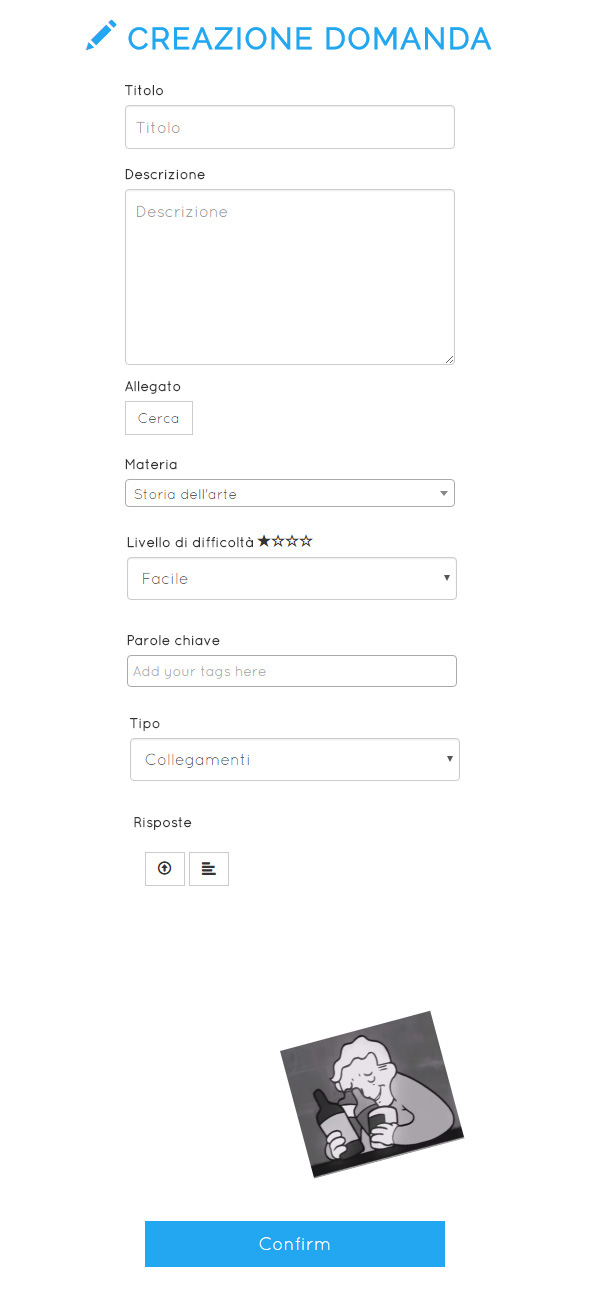 CREAZIONE DOMANDA
Titolo
Titolo
Descrizione
Descrizione
Allegato
Cerca
Materia
Storia dell'arte
Livello di difficoltà
Facile
Parole chiave
Add your tags here
Tipo
Collegamenti
Risposte
Confirm